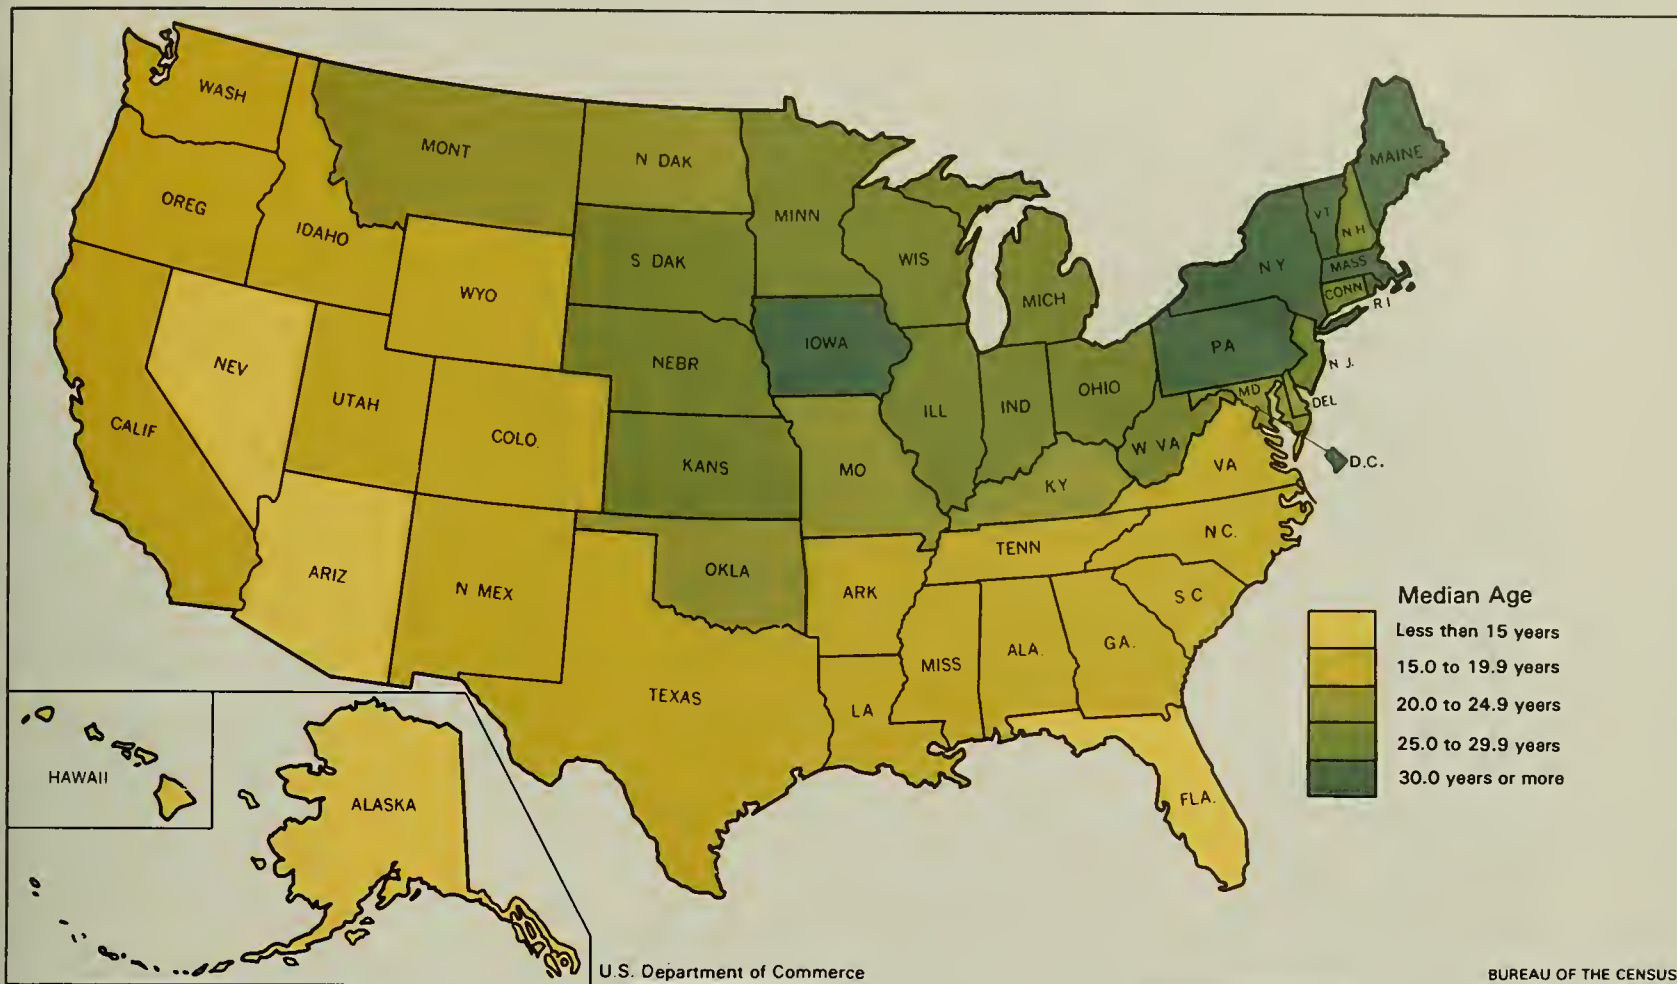 WASH
MONT
N DAK
MINN
MAINE
OREG
IDAHO
VT
N H
S DAK
WIS
N Y
MASS
WYO
MICH
CONN
R I
NEV
NEBR
IOWA
PA
N J.
UTAH
ILL
IND
OHIO
MD
DEL
CALIF
COLO.
KANS
MO
W VA
VA
D.C.
KY
TENN
N C.
ARIZ
N MEX
OKLA
ARK
S C
MISS
ALA.
GA.
TEXAS
LA
FLA.
HAWAII
ALASKA
Median Age
Less than 15 years
15.0 to 19.9 years
20.0 to 24.9 years
25.0 to 29.9 years
30.0 years or more
U.S. Department of Commerce
BUREAU OF THE CENSUS